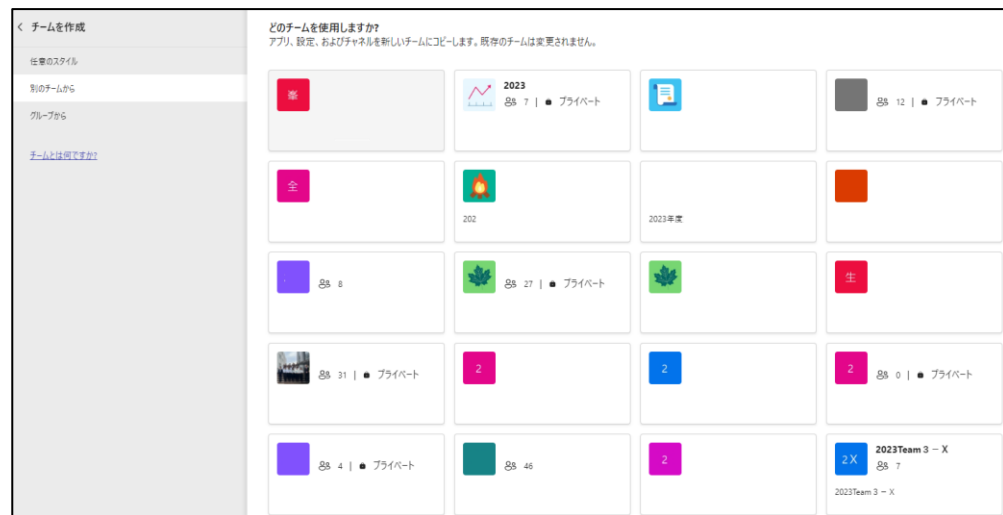 チームを作成
任意のスタイル
別のチームから
グループから
チームとは何ですか?
どのチームを使用しますか?
アプリ、設定、およびチャネルを新しいチームにコピーします。既存のチームは変更されません。
峯
2023
7 | プライベート
12 | プライベート
全
202
2023年度
8
27 | プライベート
生
31 | プライベート
2
2
2
0 | プライベート
4 | プライベート
46
2
2X
2023Team 3 － X
7
2023Team 3 － X